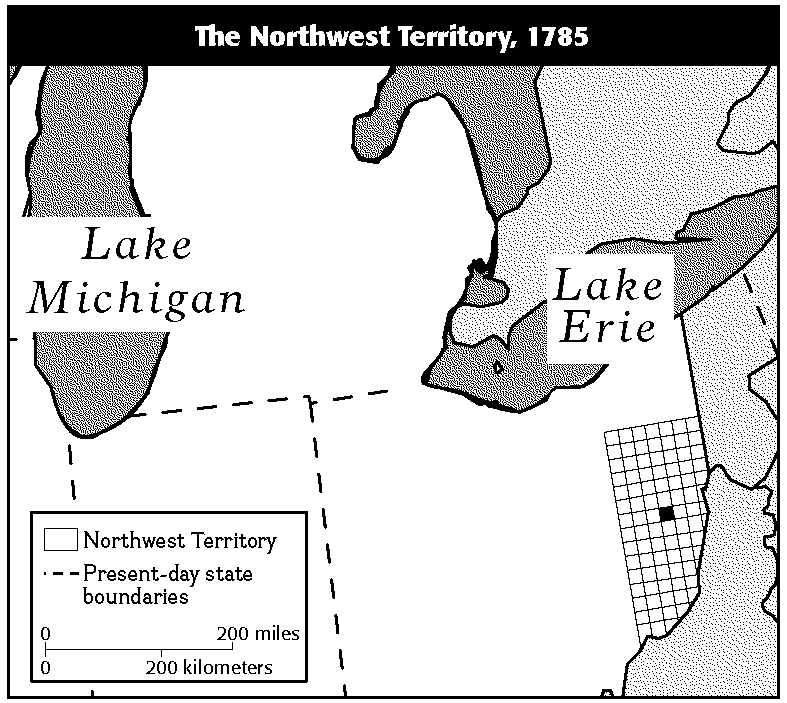 The Northwest Territory, 1785
Lake
Michigan
Lake
Erie
Northwest Territory
Present-day state
boundaries
0 200 miles
0 200 kilometers